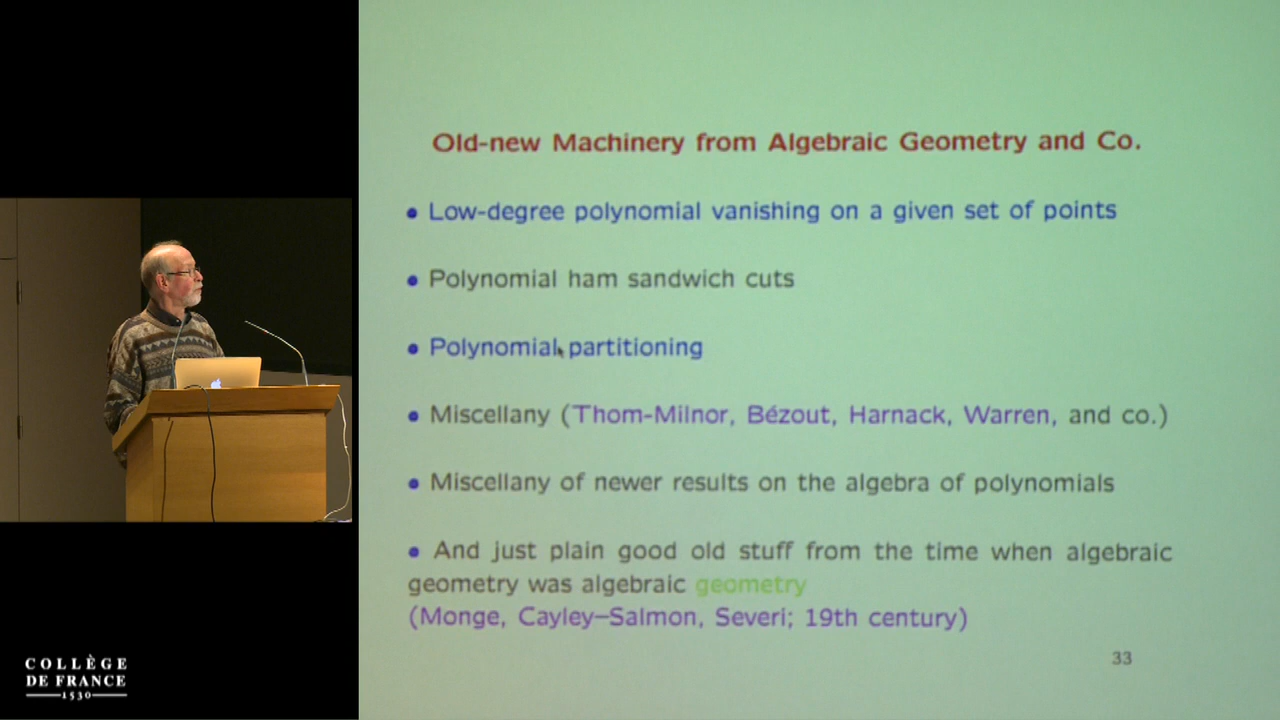 Old-new Machinery from Algebraic Geometry and Co.
• Low-degree polynomial vanishing on a given set of points
• Polynomial ham sandwich cuts
• Polynomial partitioning
• Miscellany (Thom-Milnor, Bézout, Harnack, Warren, and co.)
• Miscellany of newer results on the algebra of polynomials
• And just plain good old stuff from the time when algebraic
geometry was algebraic geometry
(Monge, Cayley–Salmon, Severi; 19th century)
33
COLLÈGE
DE FRANCE
1530